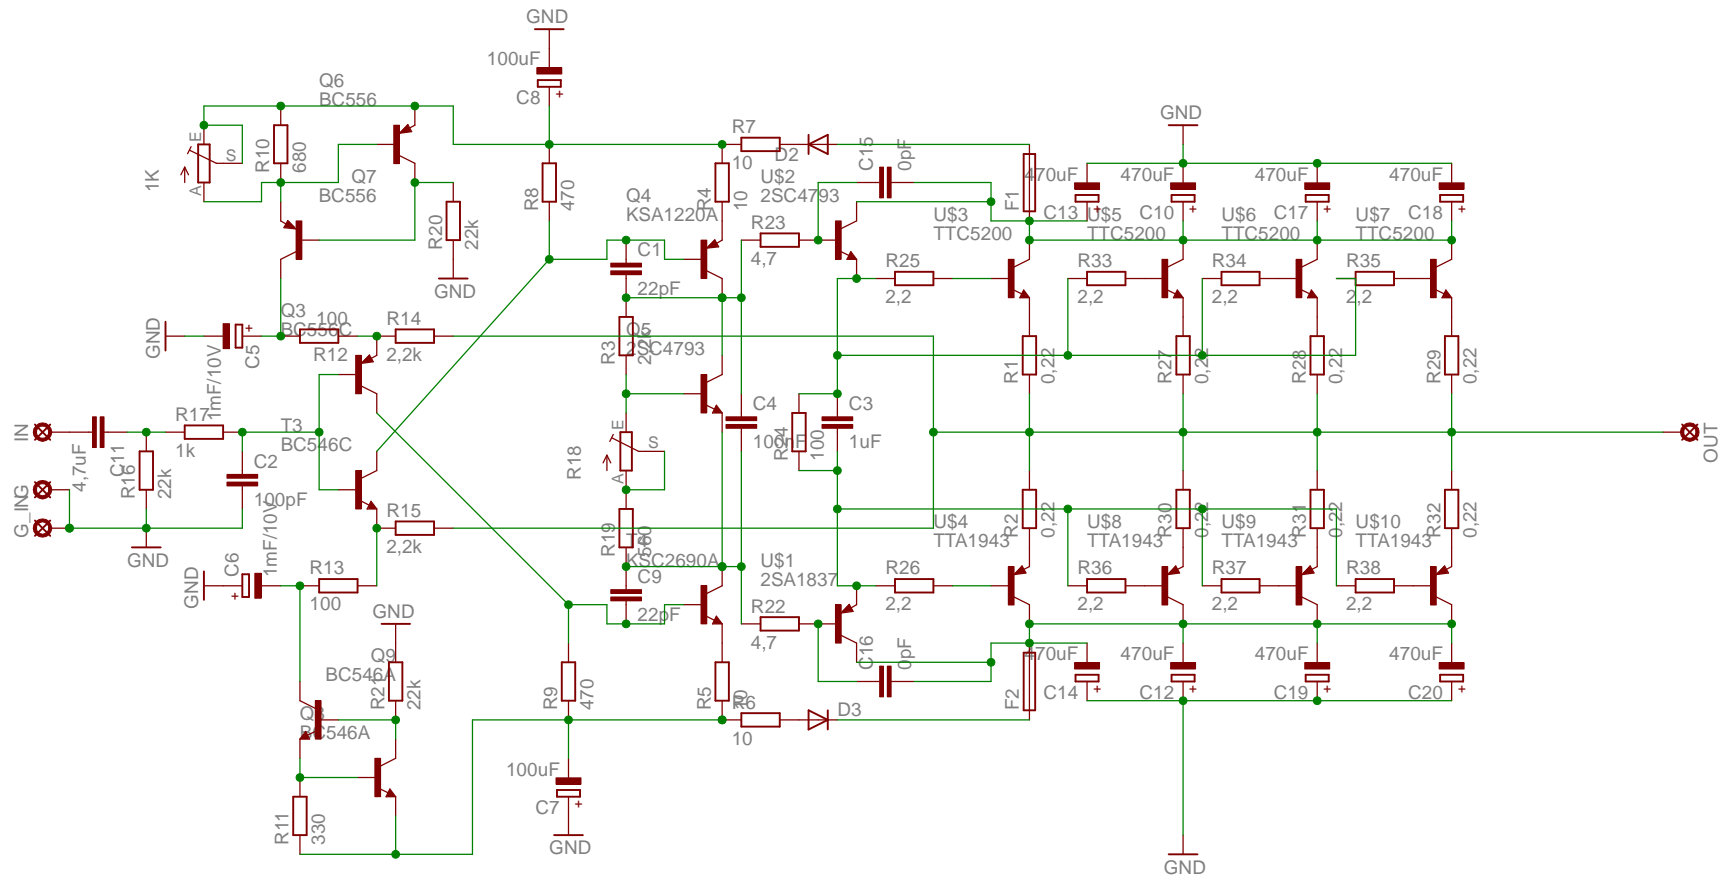 GND
100uF
C8
Q6
BC556
E
S
A
1K
R10
680
Q7
BC556
R20
22k
GND
R8
470
Q4
KSA1220A
R4
10
R7
10
D2
U$2
2SC4793
C15
0pF
R23
4,7
F1
GND
470uF
C13
470uF
C10
470uF
C17
470uF
C18
U$3
TTC5200
U$5
TTC5200
U$6
TTC5200
U$7
TTC5200
C1
22pF
R25
2,2
R33
2,2
R34
2,2
R35
2,2
GND
C5
1mF/10V
Q3
BC556C
100
R12
R14
2,2k
R3
Q5
2SC4793
R1
0,22
R27
0,22
R28
0,22
R29
0,22
IN
4,7uF
C11
R17
1k
T3
BC546C
R16
22k
C2
100pF
G_IN
G
GND
R18
E
S
A
C4
100nF
R24
100
C3
1uF
OUT
R15
2,2k
GND
C6
1mF/10V
R13
100
R19
560
KSC2690A
C9
22pF
U$1
2SA1837
R22
4,7
U$4
TTA1943
U$8
TTA1943
U$9
TTA1943
U$10
TTA1943
R2
0,22
R30
0,22
R31
0,22
R32
0,22
R26
2,2
R36
2,2
R37
2,2
R38
2,2
GND
Q9
BC546A
R21
22k
BC546A
R11
330
R9
470
R5
10
R6
10
D3
C16
0pF
F2
470uF
C14
470uF
C12
470uF
C19
470uF
C20
100uF
C7
GND
GND